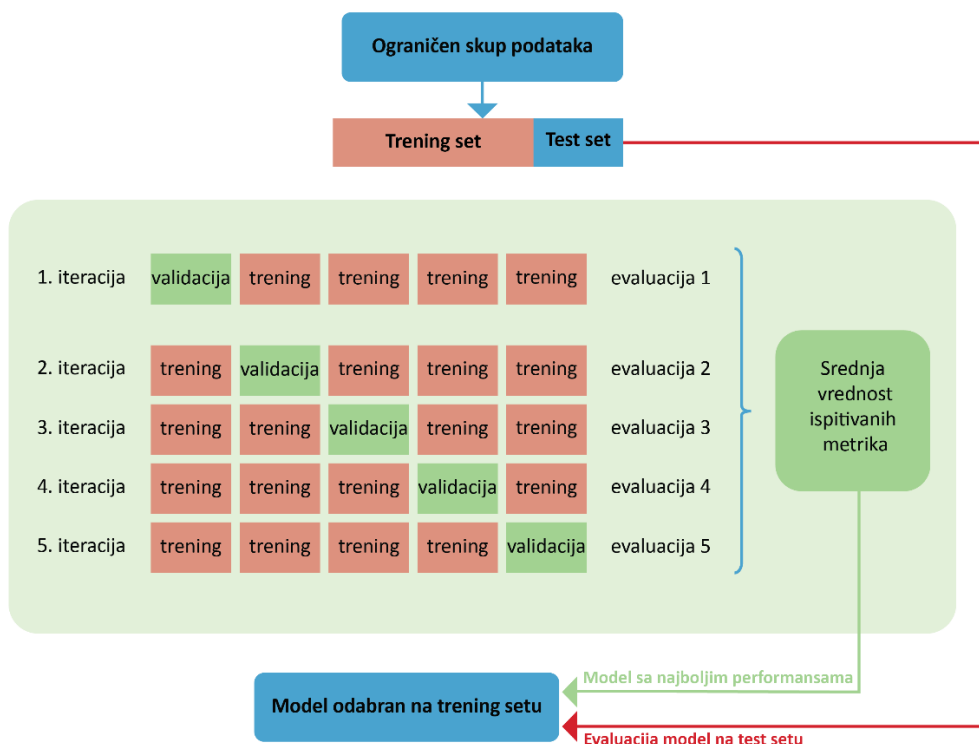 Ograničen skup podataka
Trening set Test set
1. iteracija validacija trening trening trening trening evaluacija 1
2. iteracija trening validacija trening trening trening evaluacija 2
3. iteracija trening trening validacija trening trening evaluacija 3
4. iteracija trening trening trening validacija trening evaluacija 4
5. iteracija trening trening trening trening validacija evaluacija 5
Srednja
vrednost
ispitivanih
metrika
Model sa najboljim performansama
Model odabran na trening setu
Evaluacija model na test setu